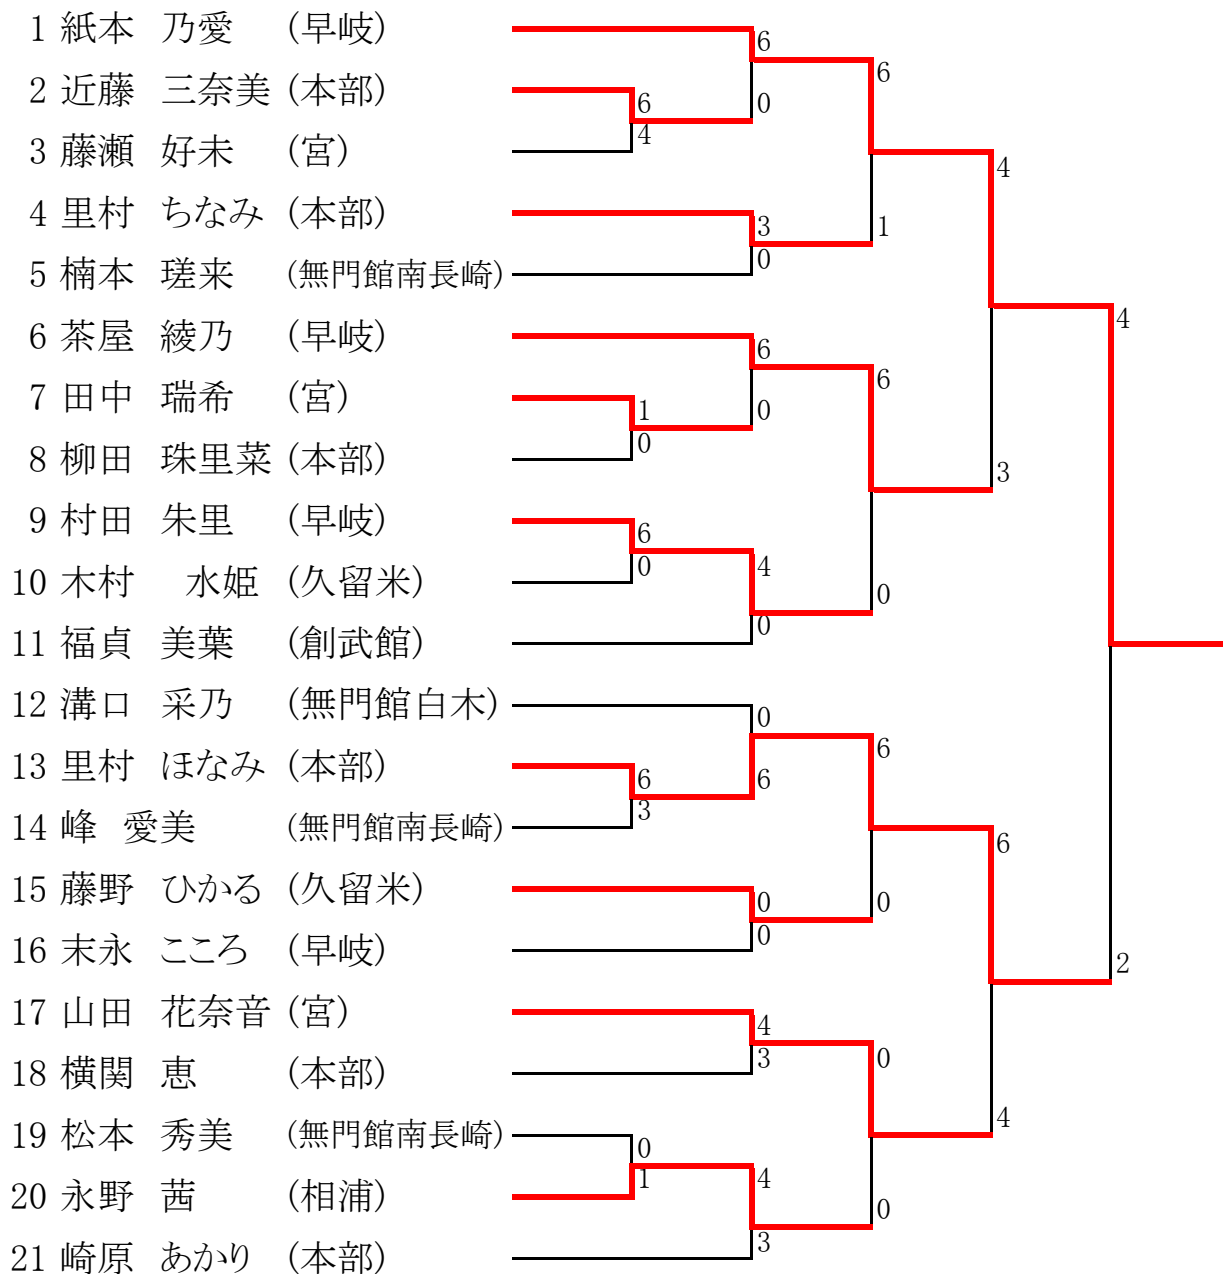 1 紙本 乃愛 (早岐)
2 近藤 三奈美 (本部)
3 藤瀬 好未 (宮)
4 里村 ちなみ (本部)
5 楠本 瑳来 (無門館南長崎)
6 茶屋 綾乃 (早岐)
7 田中 瑞希 (宮)
8 柳田 珠里菜 (本部)
9 村田 朱里 (早岐)
10 木村 水姫 (久留米)
11 福貞 美葉 (創武館)
12 溝口 采乃 (無門館白木)
13 里村 ほなみ (本部)
14 峰 愛美 (無門館南長崎)
15 藤野 ひかる (久留米)
16 末永 こころ (早岐)
17 山田 花奈音 (宮)
18 横関 恵 (本部)
19 松本 秀美 (無門館南長崎)
20 永野 茜 (相浦)
21 崎原 あかり (本部)
6
4
1
0
6
0
6
3
0
1
6
0
3
0
6
0
4
0
0
6
0
0
4
3
4
3
6
1
6
0
6
0
0
0
4
3
6
4
4
2